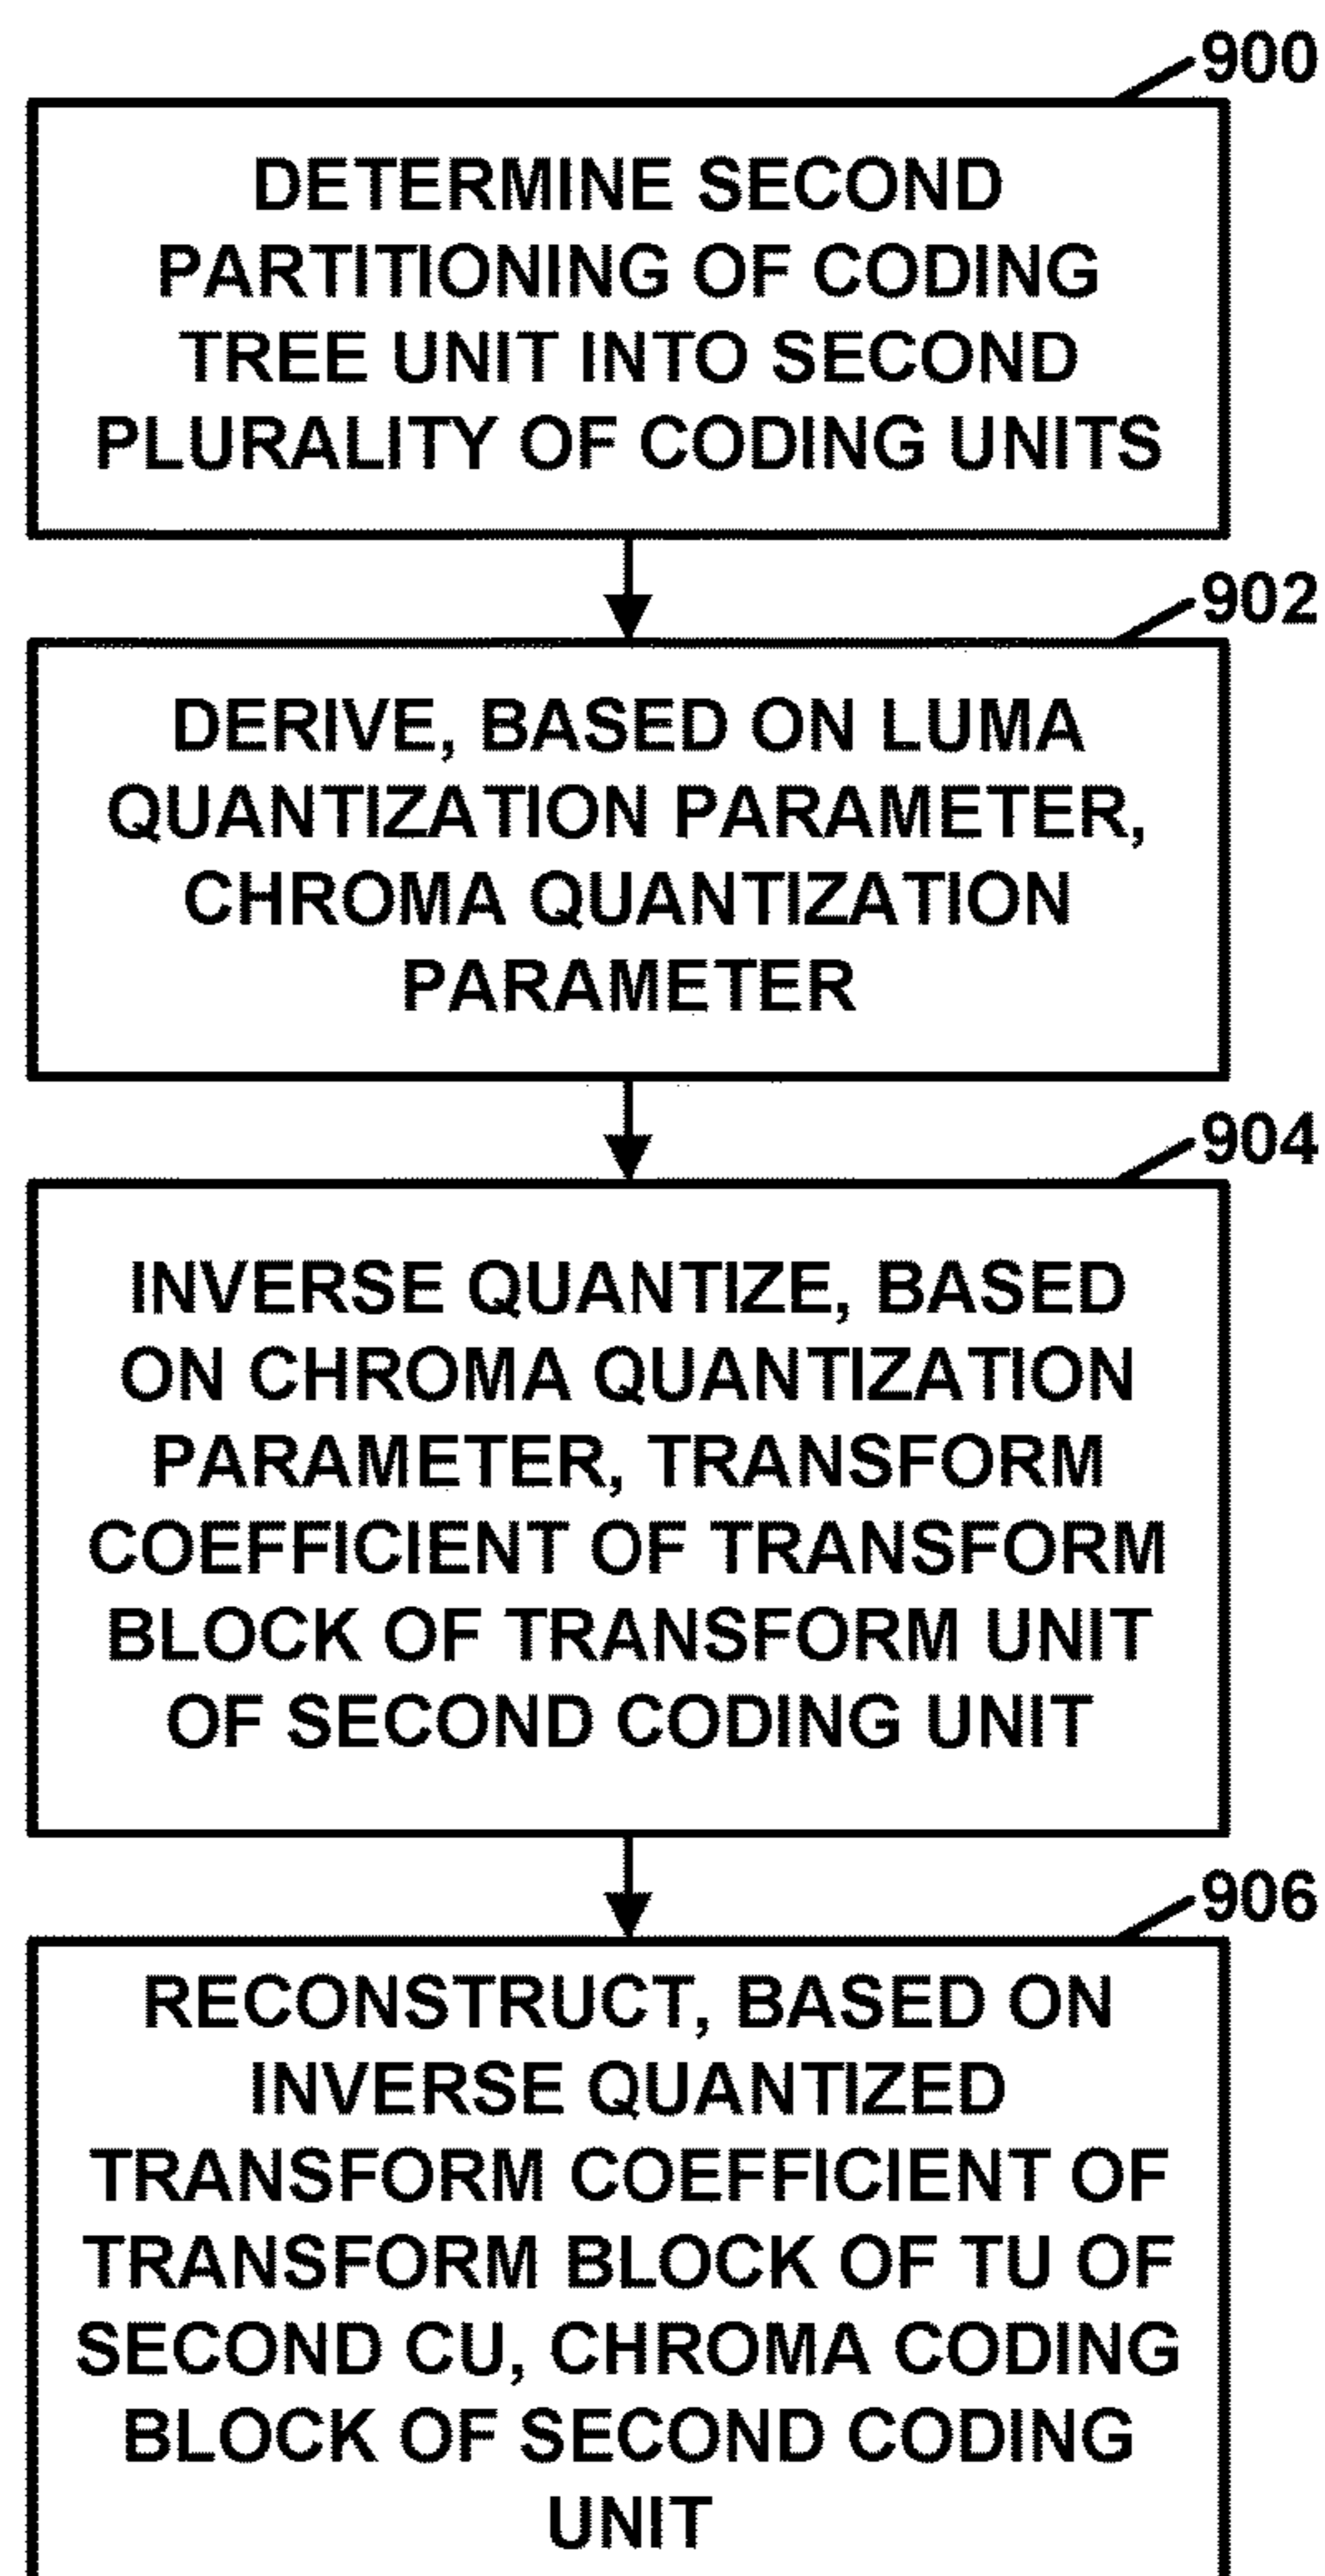 900
DETERMINE SECOND
PARTITIONING OF CODING
TREE UNIT INTO SECOND
PLURALITY OF CODING UNITS
902
DERIVE, BASED ON LUMA
QUANTIZATION PARAMETER,
CHROMA QUANTIZATION
PARAMETER
904
INVERSE QUANTIZE, BASED
ON CHROMA QUANTIZATION
PARAMETER, TRANSFORM
COEFFICIENT OF TRANSFORM
BLOCK OF TRANSFORM UNIT
OF SECOND CODING UNIT
906
RECONSTRUCT, BASED ON
INVERSE QUANTIZED
TRANSFORM COEFFICIENT OF
TRANSFORM BLOCK OF TU OF
SECOND CU, CHROMA CODING
BLOCK OF SECOND CODING
UNIT